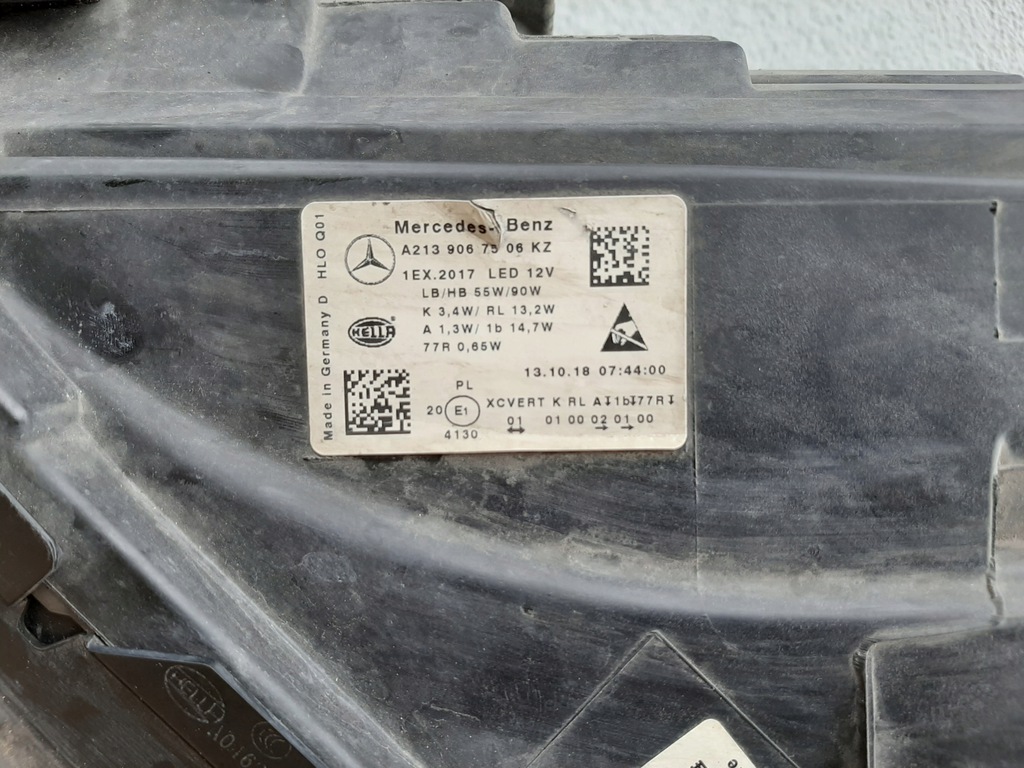 Mercedes-Benz
A213 906 75 06 KZ
1EX.2017 LED 12V
LB/HB 55W/90W
K 3,4W/ RL 13,2W
A 1,3W/ 1b 14,7W
77R 0,65W
HELLA
13.10.18 07:44:00
PL
20 E1 XCVERT K RL A 1b 77R
4130
01 01 00 02 01 00
Made in Germany D HLO Q01
HELLA